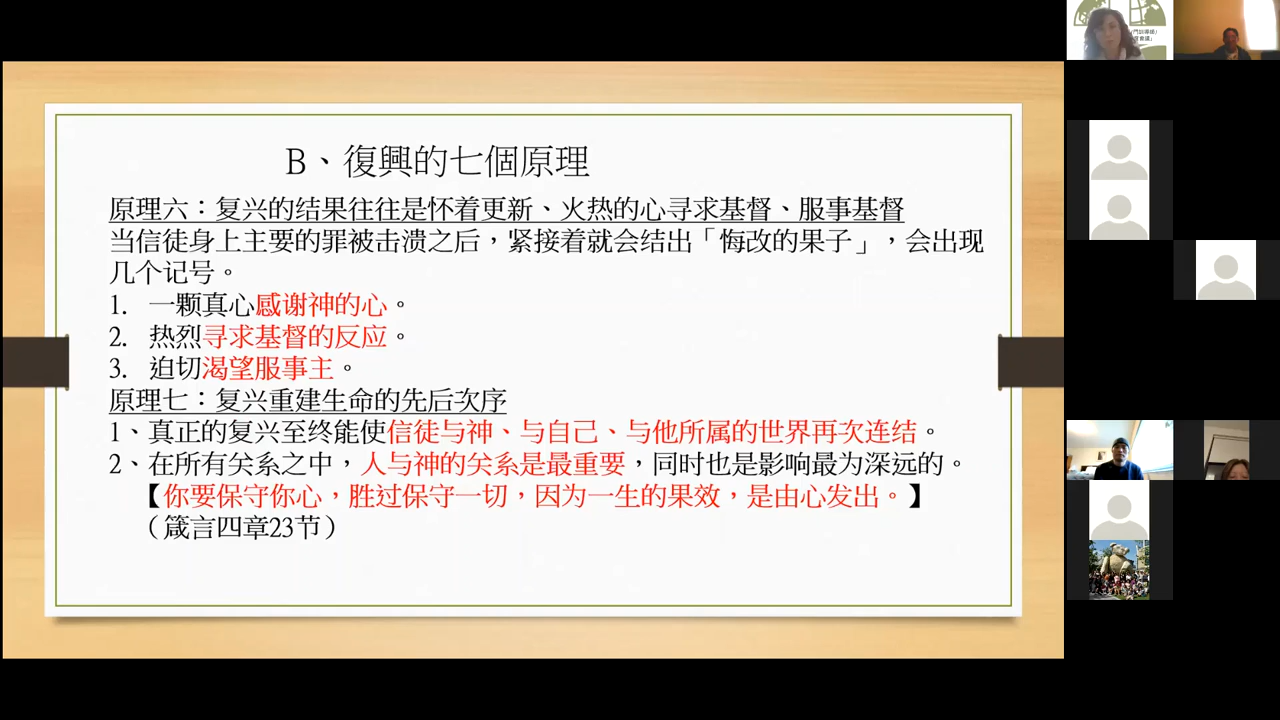 B、復興的七個原理
原理六：复兴的结果往往是怀着更新、火热的心寻求基督、服事基督
当信徒身上主要的罪被击溃之后，紧接着就会结出「悔改的果子」，会出现
几个记号。
1. 一颗真心感谢神的心。
2. 热烈寻求基督的反应。
3. 迫切渴望服事主。
原理七：复兴重建生命的先后次序
1、真正的复兴至终能使信徒与神、与自己、与他所属的世界再次连结。
2、在所有关系之中，人与神的关系是最重要，同时也是影响最为深远的。
【你要保守你心，胜过保守一切，因为一生的果效，是由心发出。】
（箴言四章23节）